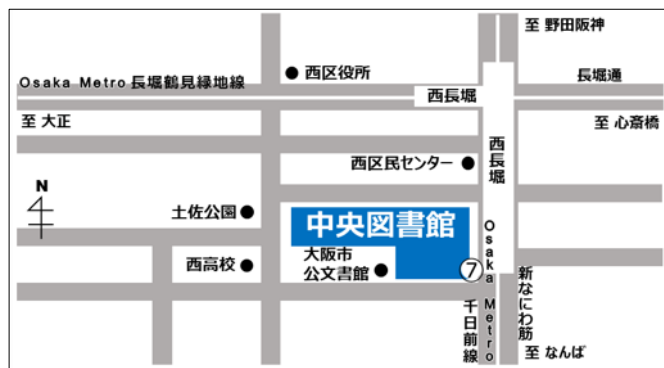 至 野田阪神
西区役所
長堀通
Osaka Metro 長堀鶴見緑地線
西長堀
至 大正
至 心斎橋
西長堀
西区民センター
N
土佐公園
中央図書館
大阪市
公文書館
西高校
7
Osaka Metro
千日前線
新なにわ筋
至 なんば